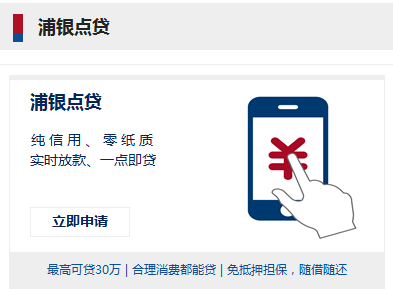 浦银点贷
浦银点贷
纯信用、零纸质
实时放款、一点即贷
¥
立即申请
最高可贷30万 | 合理消费都能贷 | 免抵押担保，随借随还